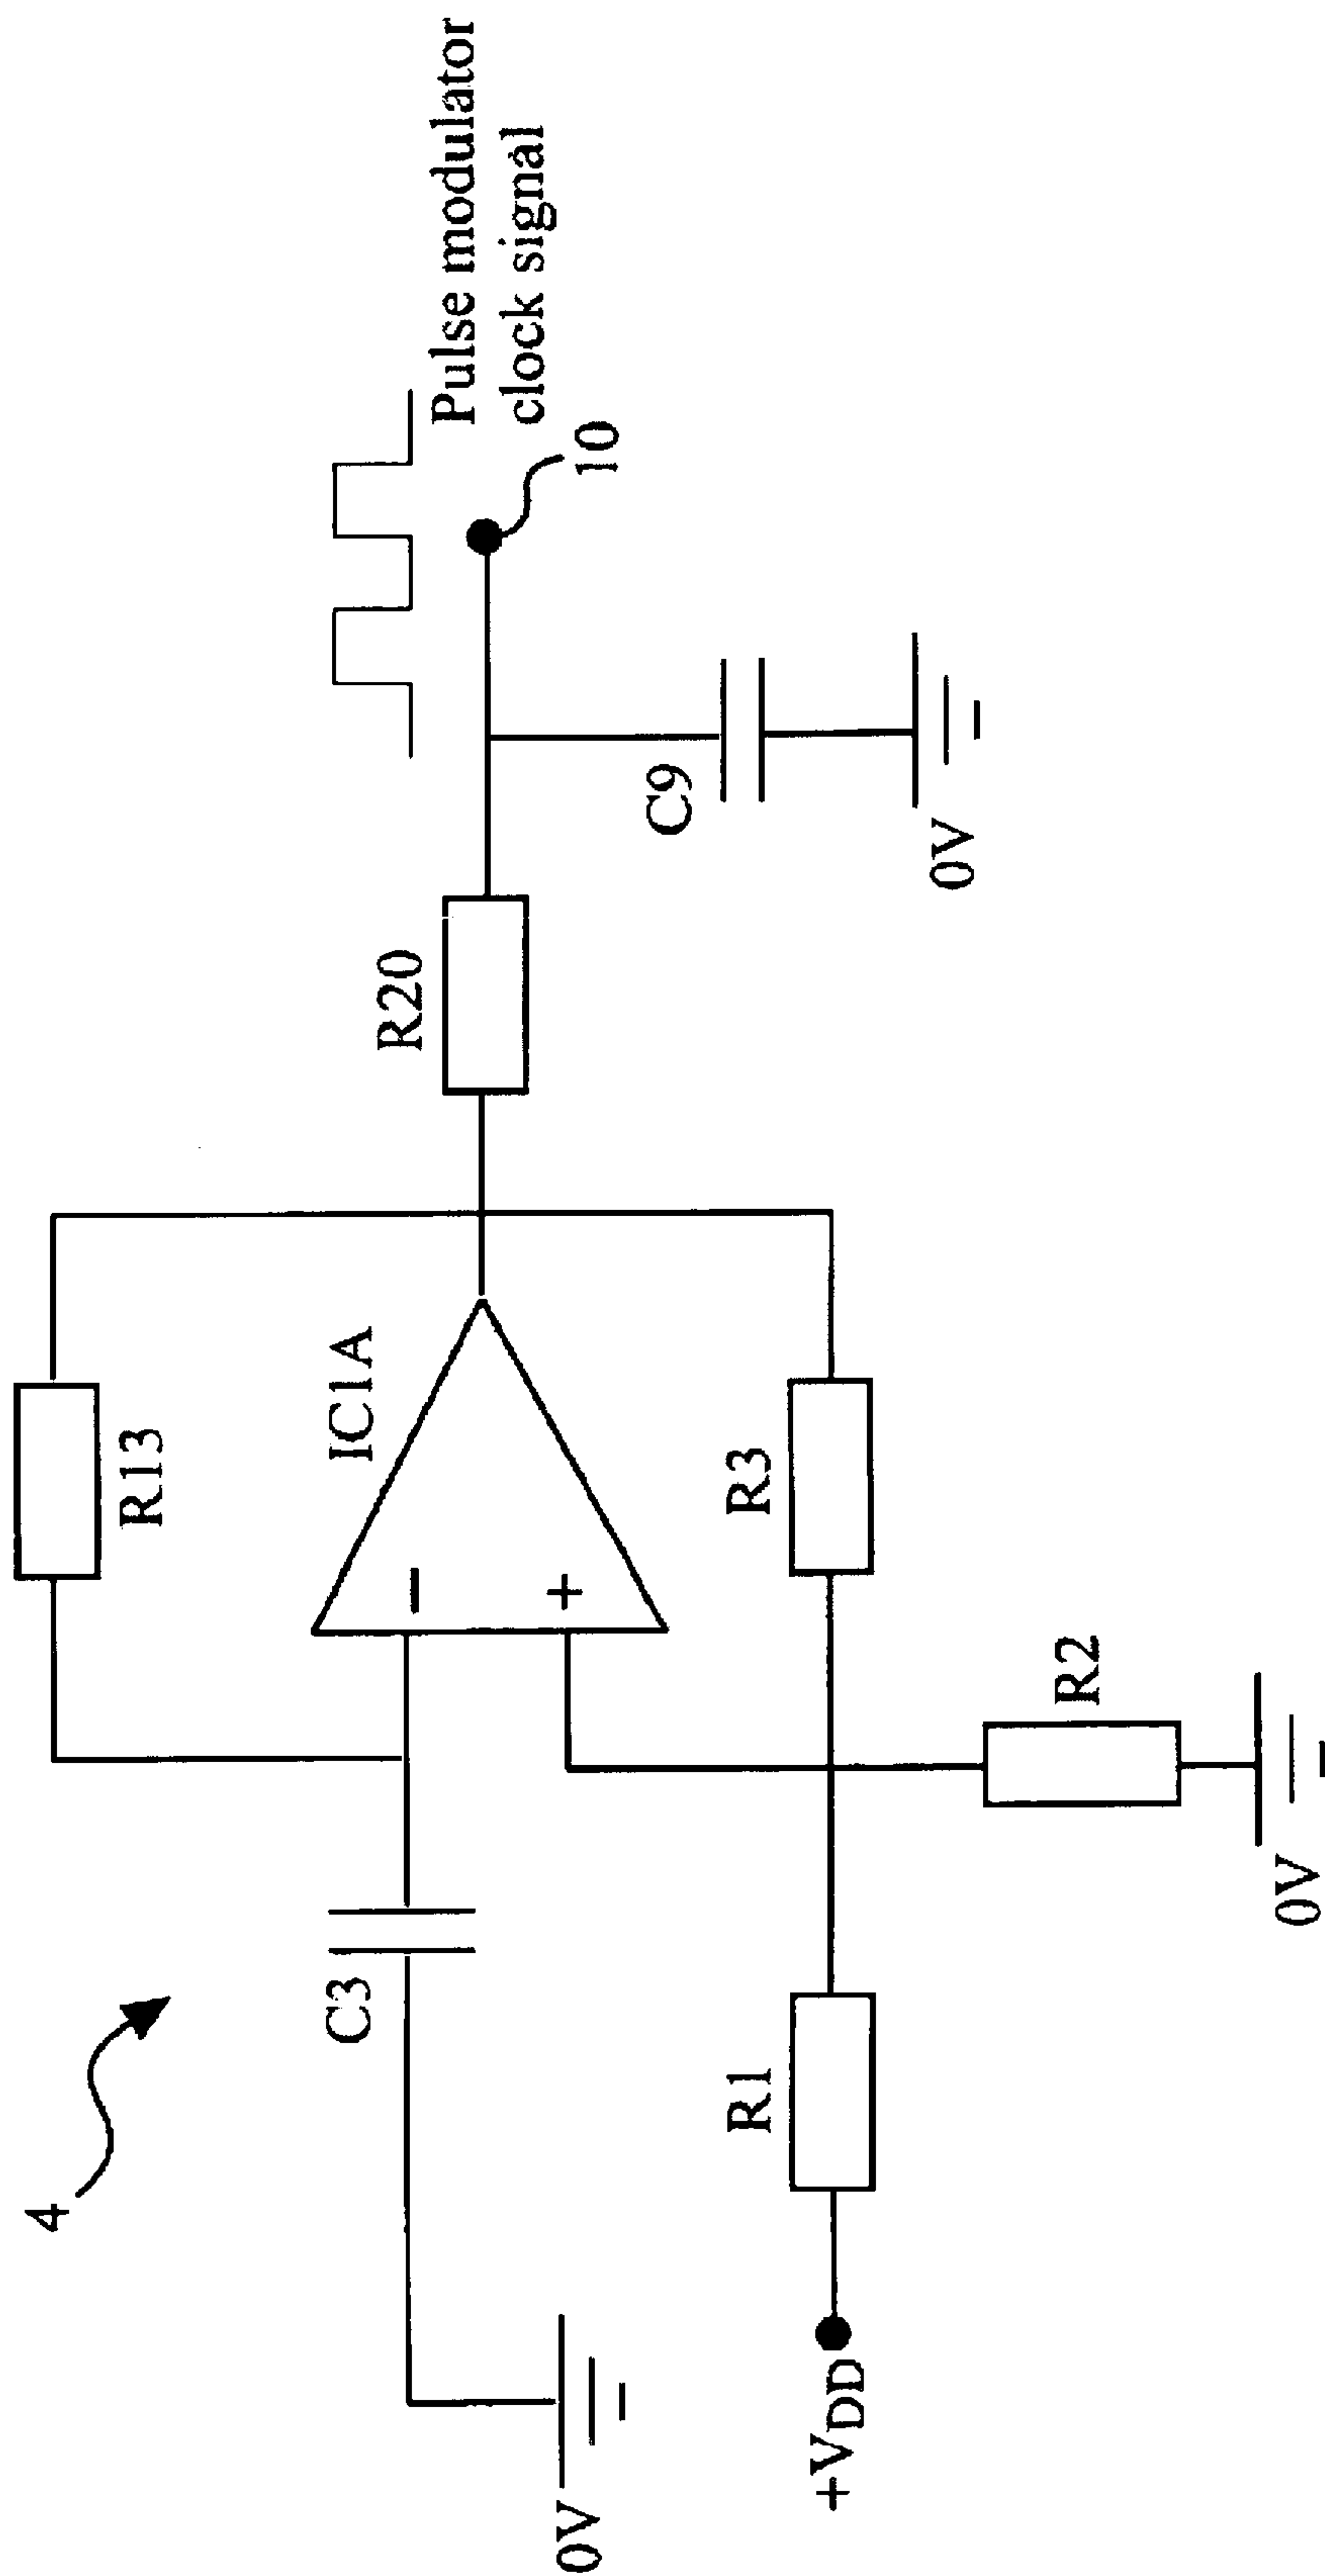 4
R13
IC1A
C3
R20
Pulse modulator
clock signal
10
C9
0V
0V
R3
R1
R2
+VDD
0V
−
+